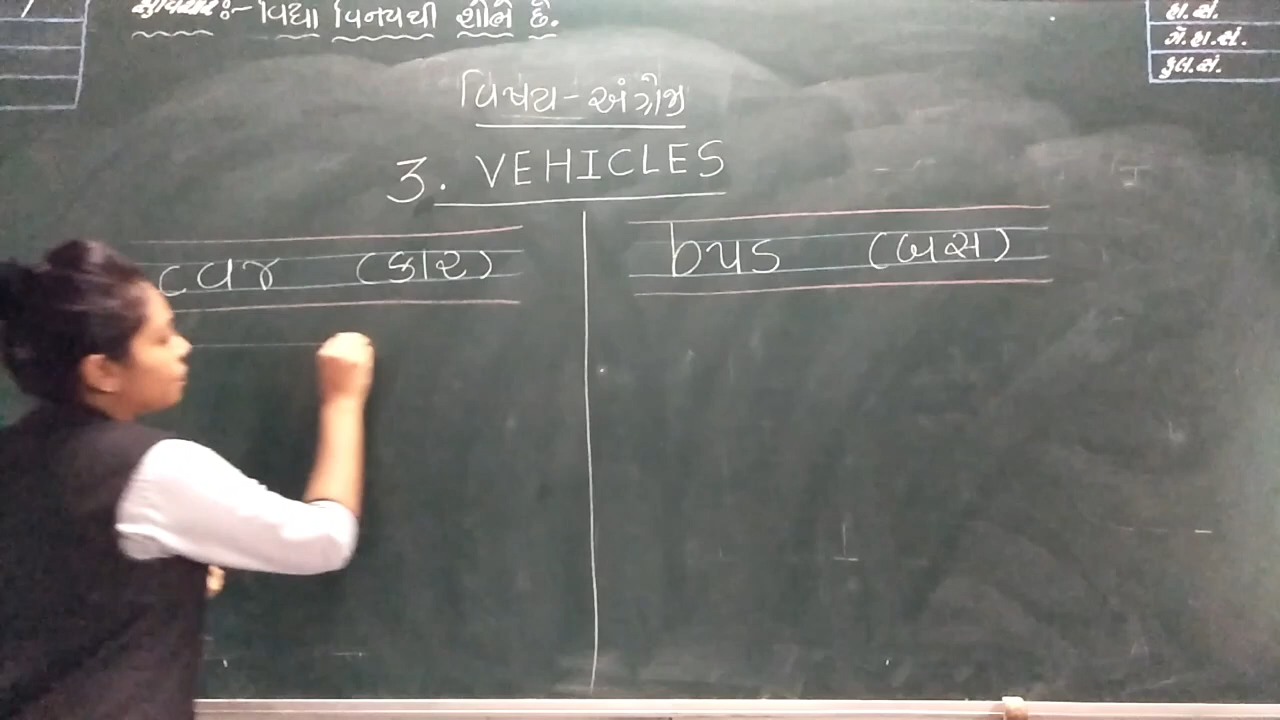 સુવિચાર :- વિદ્યા વિનયથી શોભે છે.
હા. સં.
ગે. હા. સં.
કુલ. સં.
વિષય - અંગ્રેજી
3. VEHICLES
car (કાર)
bus (બસ)